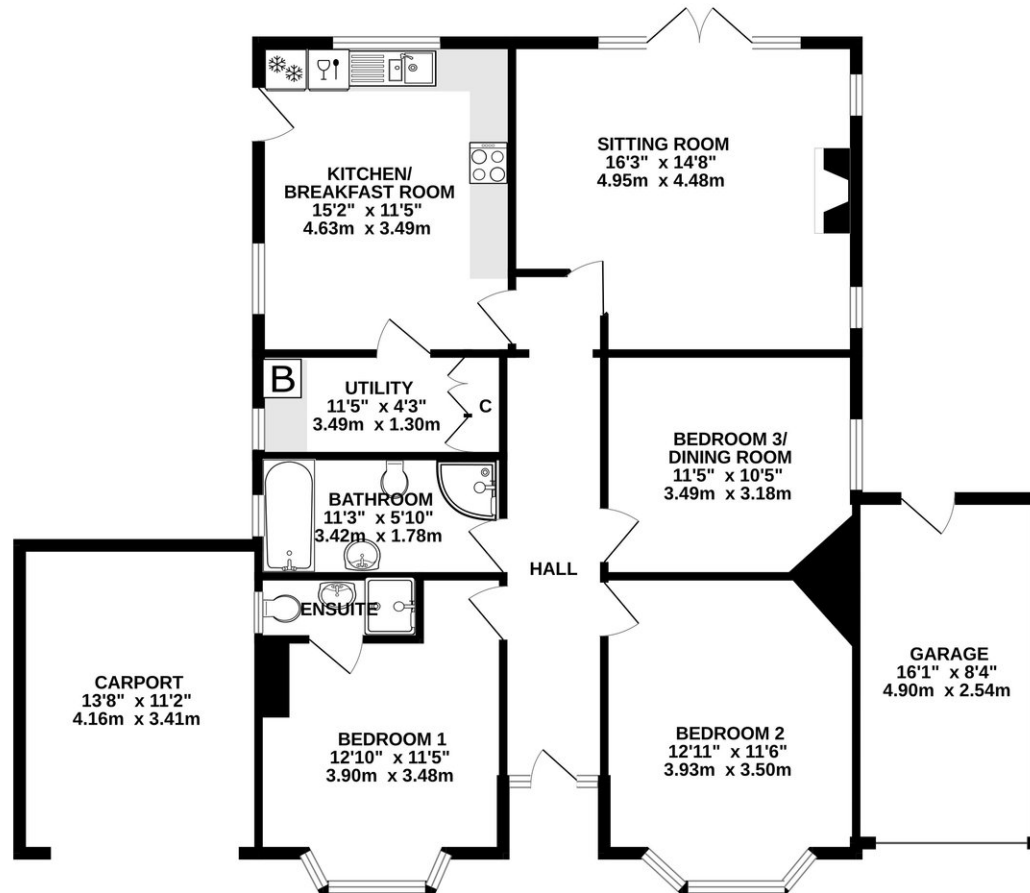 SITTING ROOM
16'3" x 14'8"
4.95m x 4.48m
KITCHEN/
BREAKFAST ROOM
15'2" x 11'5"
4.63m x 3.49m
B
UTILITY
11'5" x 4'3"
3.49m x 1.30m
C
BEDROOM 3/
DINING ROOM
11'5" x 10'5"
3.49m x 3.18m
BATHROOM
11'3" x 5'10"
3.42m x 1.78m
HALL
ENSUITE
CARPORT
13'8" x 11'2"
4.16m x 3.41m
GARAGE
16'1" x 8'4"
4.90m x 2.54m
BEDROOM 1
12'10" x 11'5"
3.90m x 3.48m
BEDROOM 2
12'11" x 11'6"
3.93m x 3.50m